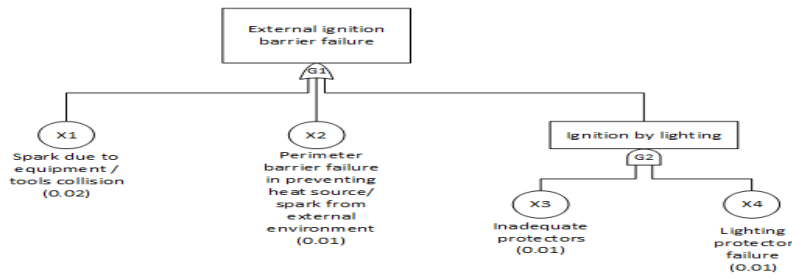 External ignition
barrier failure
G1
X1
X2
Ignition by lighting
Spark due to
equipment /
tools collision
(0.02)
Perimeter
barrier failure
in preventing
heat source/
spark from
external
environment
(0.01)
G2
X3
X4
Inadequate
protectors
(0.01)
Lighting
protector
failure
(0.01)